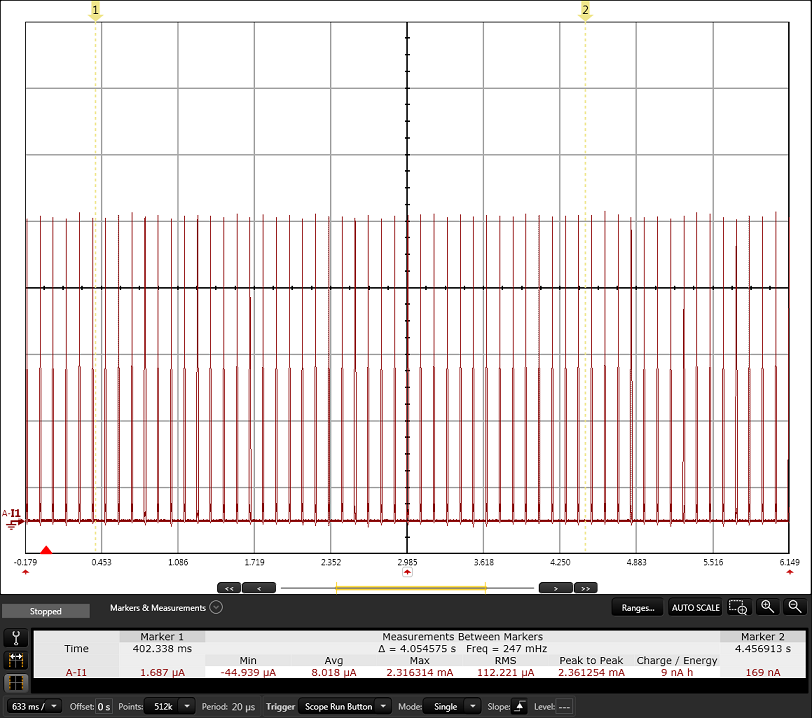 1 2
A-I1
-0.179 0.453 1.086 1.719 2.352 2.985 3.618 4.250 4.883 5.516 6.149
<< < > >>
Stopped Markers & Measurements Ranges... AUTO SCALE
Marker 1 Measurements Between Markers Marker 2
Time 402.338 ms Δ = 4.054575 s Freq = 247 mHz 4.456913 s
Min Avg Max RMS Peak to Peak Charge / Energy
A-I1 1.687 µA -44.939 µA 8.018 µA 2.316314 mA 112.221 µA 2.361254 mA 9 nA h 169 nA
633 ms / Offset: 0 s Points: 512k Period: 20 µs Trigger Scope Run Button Mode: Single Slope: Level: ---